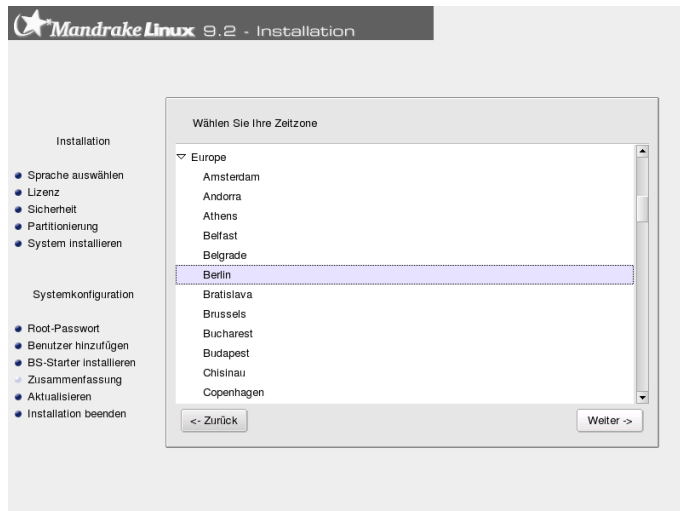 Mandrake Linux 9.2 - Installation
Installation
Sprache auswählen
Lizenz
Sicherheit
Partitionierung
System installieren
Systemkonfiguration
Root-Passwort
Benutzer hinzufügen
BS-Starter installieren
Zusammenfassung
Aktualisieren
Installation beenden
Wählen Sie Ihre Zeitzone
Europe
Amsterdam
Andorra
Athens
Belfast
Belgrade
Berlin
Bratislava
Brussels
Bucharest
Budapest
Chisinau
Copenhagen
<- Zurück
Weiter ->